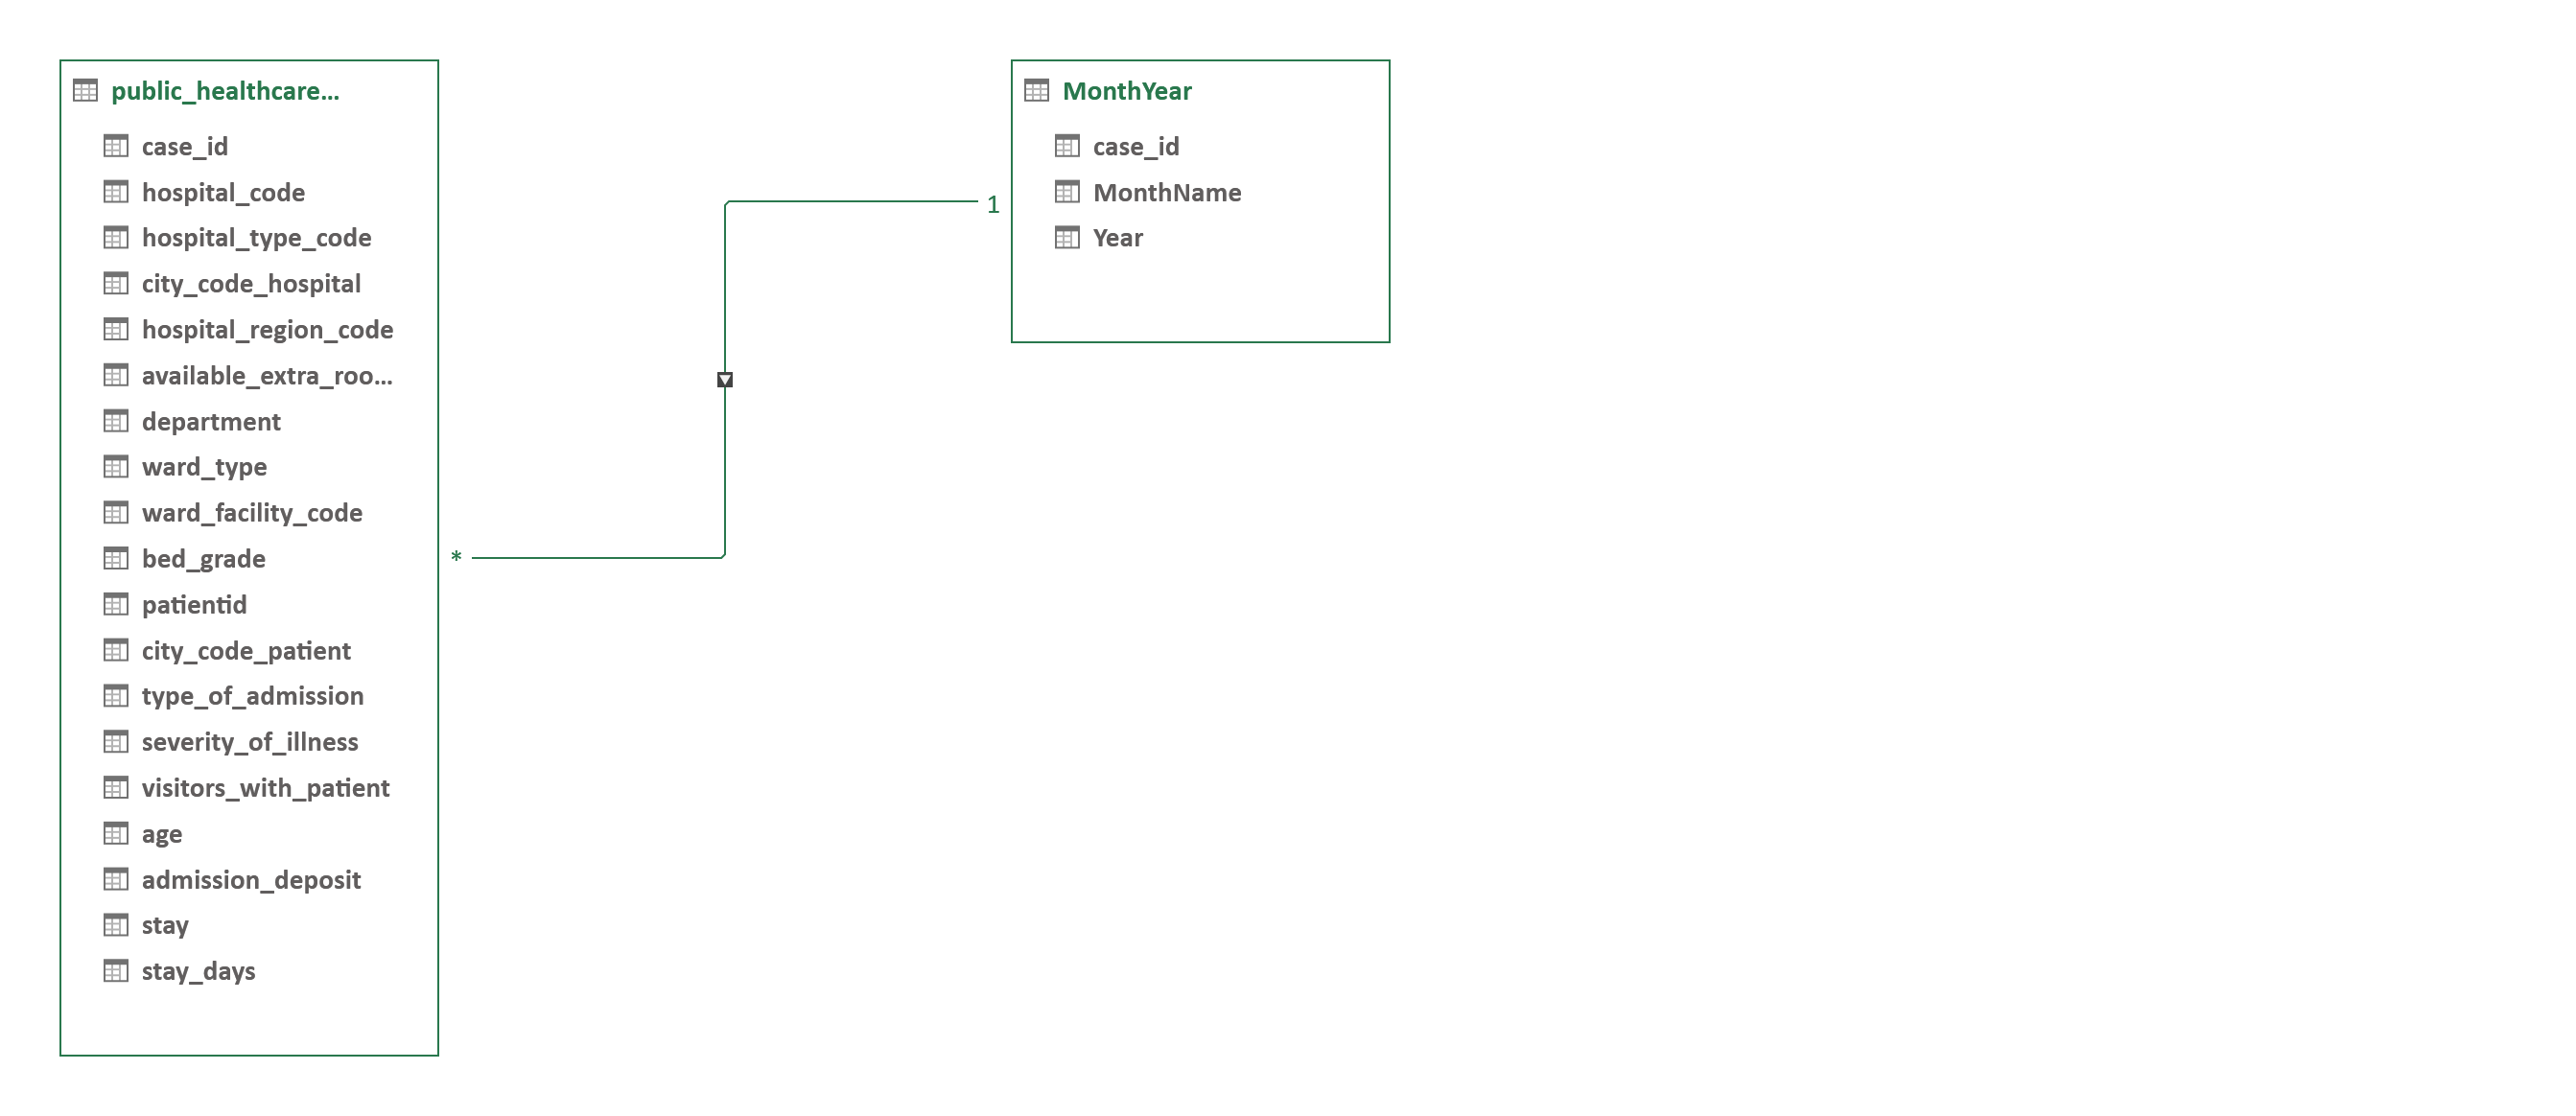 public_healthcare...
case_id
hospital_code
hospital_type_code
city_code_hospital
hospital_region_code
available_extra_roo...
department
ward_type
ward_facility_code
bed_grade
patientid
city_code_patient
type_of_admission
severity_of_illness
visitors_with_patient
age
admission_deposit
stay
stay_days
*
1
MonthYear
case_id
MonthName
Year